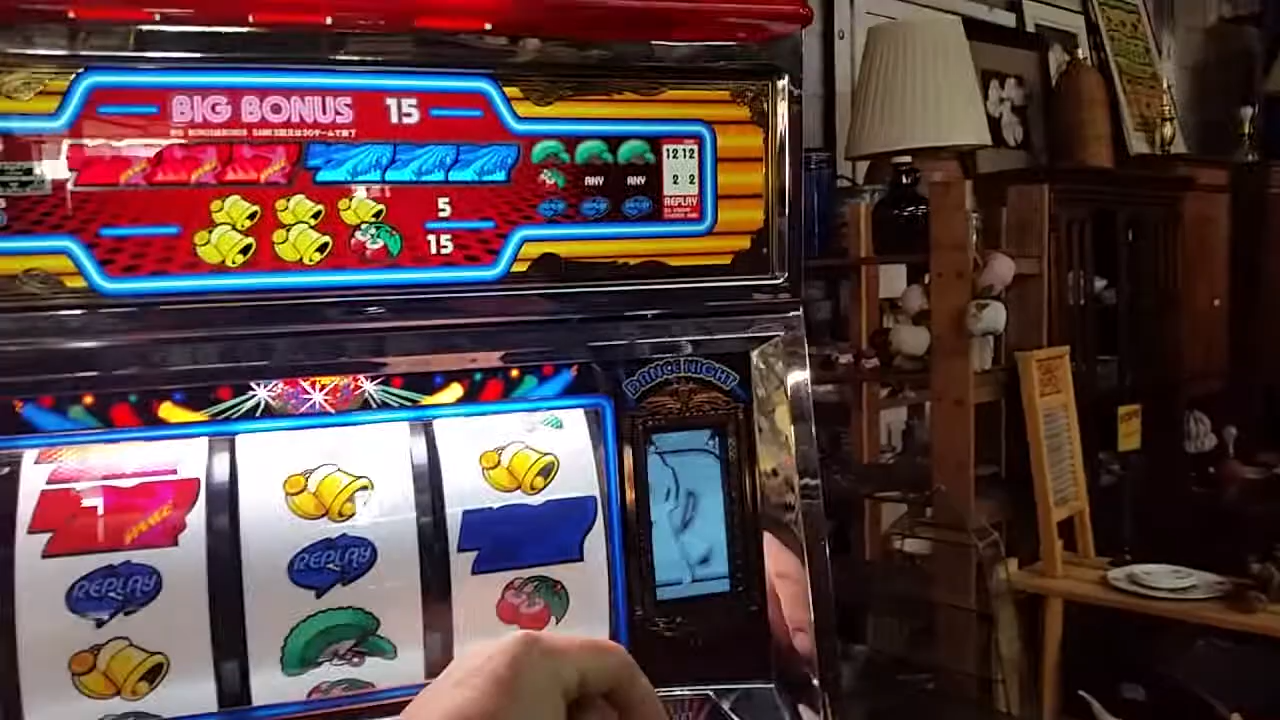 BIG BONUS 15
12 12
ANY ANY
2 2
REPLAY
5
15
DANCE NIGHT
REPLAY
REPLAY